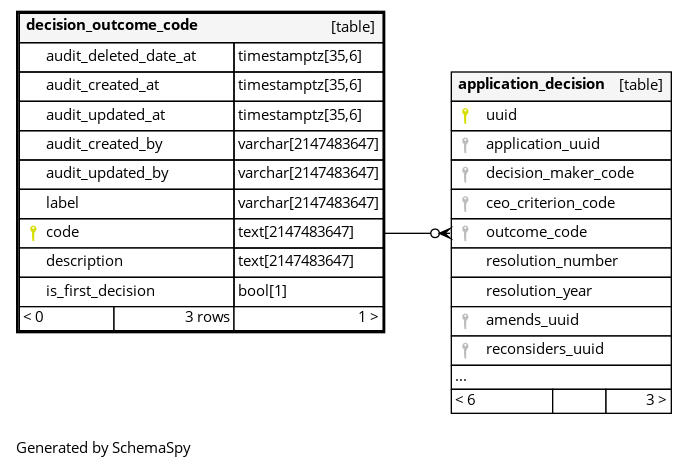 decision_outcome_code [table]
audit_deleted_date_at timestamptz[35,6]
audit_created_at timestamptz[35,6]
audit_updated_at timestamptz[35,6]
audit_created_by varchar[2147483647]
audit_updated_by varchar[2147483647]
label varchar[2147483647]
code text[2147483647]
description text[2147483647]
is_first_decision bool[1]
< 0 3 rows 1 >
application_decision [table]
uuid
application_uuid
decision_maker_code
ceo_criterion_code
outcome_code
resolution_number
resolution_year
amends_uuid
reconsiders_uuid
...
< 6 3 >
Generated by SchemaSpy